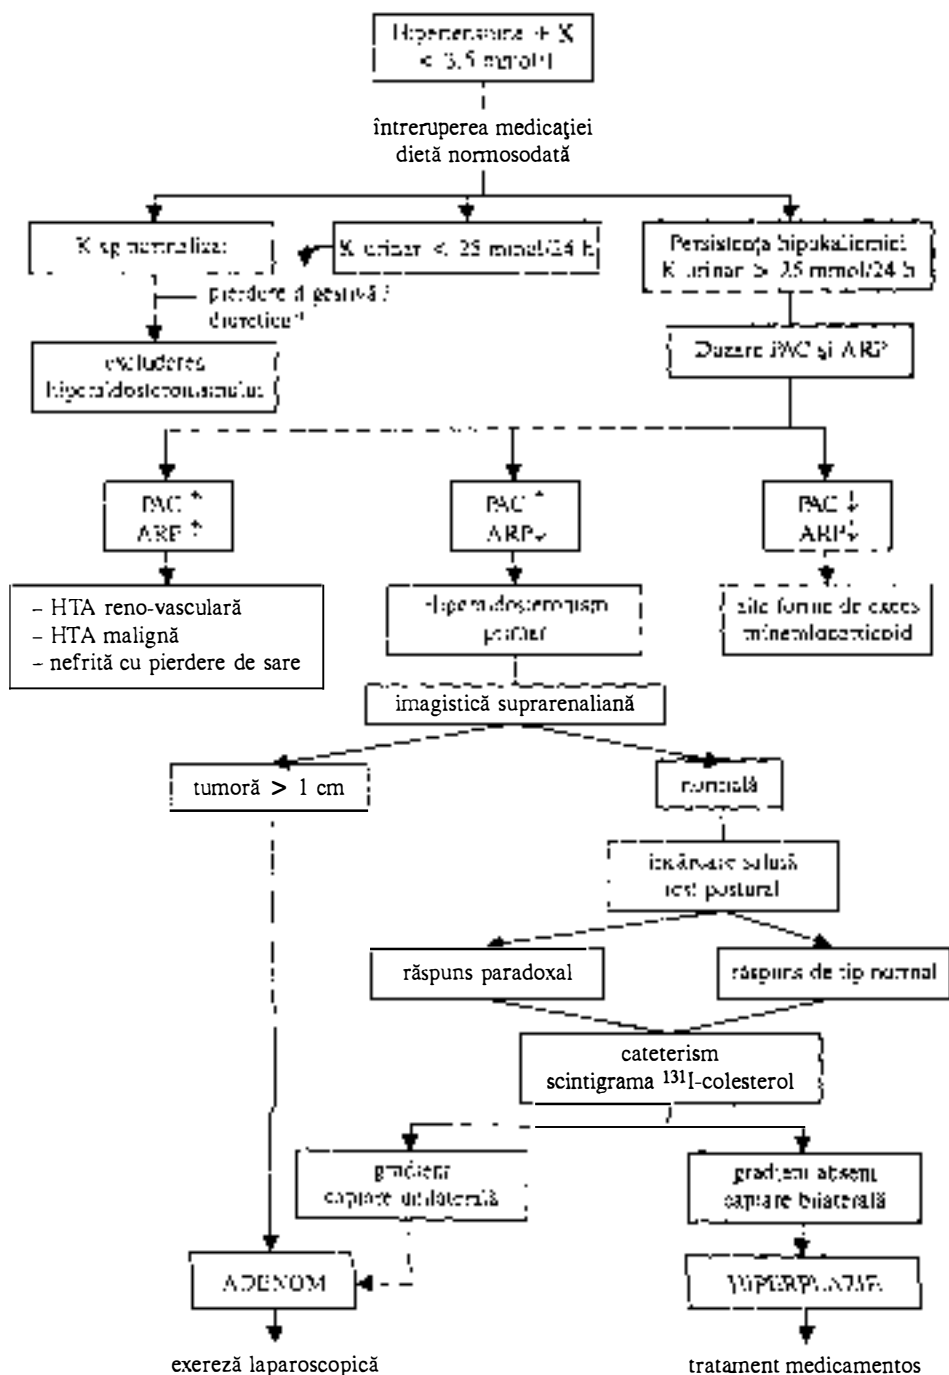 Hipertensiune + K
< 3,5 mmol/l
întreruperea medicaţiei
dietă normosodată
K sg normalizat
K urinar < 25 mmol/24 h
Persistenţa hipokaliemiei
K urinar > 25 mmol/24 h
pierdere digestivă ?
diuretice ?
excluderea
hiperaldosteronismului
Dozare PAC şi ARP
PAC ↑
ARP ↑
PAC ↑
ARP ↓
PAC ↓
ARP ↓
– HTA reno-vasculară
– HTA malignă
– nefrită cu pierdere de sare
Hiperaldosteronism
primar
alte forme de exces
mineralocorticoid
imagistică suprarenaliană
tumoră > 1 cm
normală
încărcare salină
test postural
răspuns paradoxal
răspuns de tip normal
cateterism
scintigrama ¹³¹I-colesterol
gradient
captare unilaterală
gradient absent
captare bilaterală
ADENOM
HIPERPLAZIE
exereză laparoscopică
tratament medicamentos